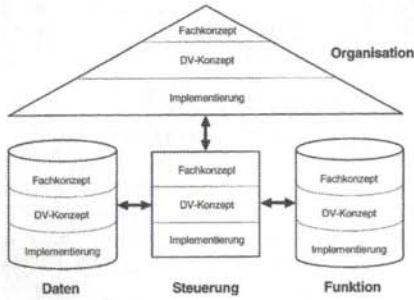 Fachkonzept
Organisation
DV-Konzept
Implementierung
Fachkonzept
DV-Konzept
Implementierung
Fachkonzept
DV-Konzept
Implementierung
Fachkonzept
DV-Konzept
Implementierung
Daten
Steuerung
Funktion